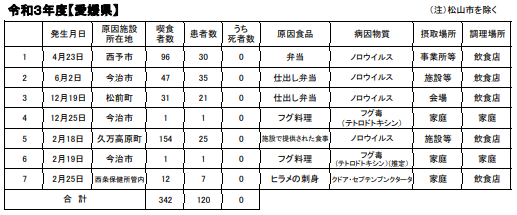 令和3年度【愛媛県】 (注)松山市を除く
発生月日 原因施設所在地 喫食者数 患者数 うち死者数 原因食品 病因物質 摂取場所 調理場所
1 4月23日 西予市 96 30 0 弁当 ノロウイルス 事業所等 飲食店
2 6月2日 今治市 47 35 0 仕出し弁当 ノロウイルス 施設等 飲食店
3 12月19日 松前町 31 21 0 仕出し弁当 ノロウイルス 会場 飲食店
4 12月25日 今治市 1 1 0 フグ料理 フグ毒(テトロドトキシン) 家庭 家庭
5 2月18日 久万高原町 154 25 0 施設で提供された食事 ノロウイルス 施設等 飲食店
6 2月19日 今治市 1 1 0 フグ料理 フグ毒(テトロドトキシン)(推定) 家庭 家庭
7 2月25日 西条保健所管内 12 7 0 ヒラメの刺身 クドア・セプテンプンクタータ 家庭 飲食店
合 計 342 120 0